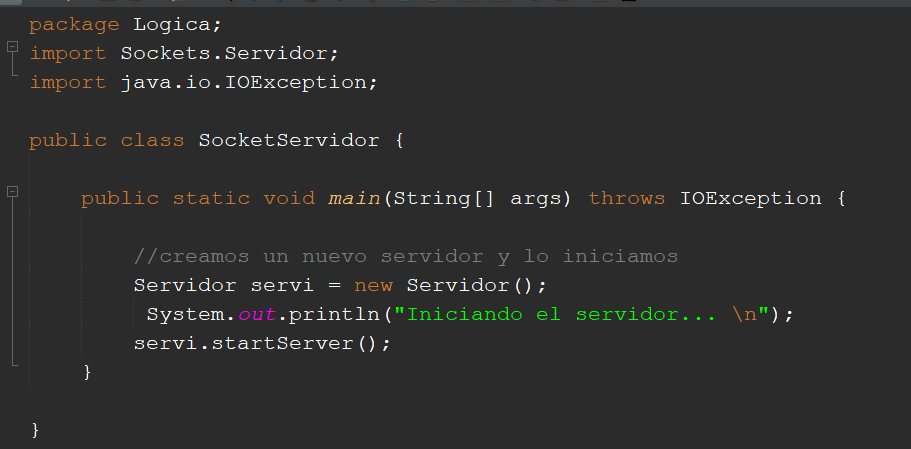 package Logica;
import Sockets.Servidor;
import java.io.IOException;
public class SocketServidor {
public static void main(String[] args) throws IOException {
//creamos un nuevo servidor y lo iniciamos
Servidor servi = new Servidor();
System.out.println("Iniciando el servidor... \n");
servi.startServer();
}
}